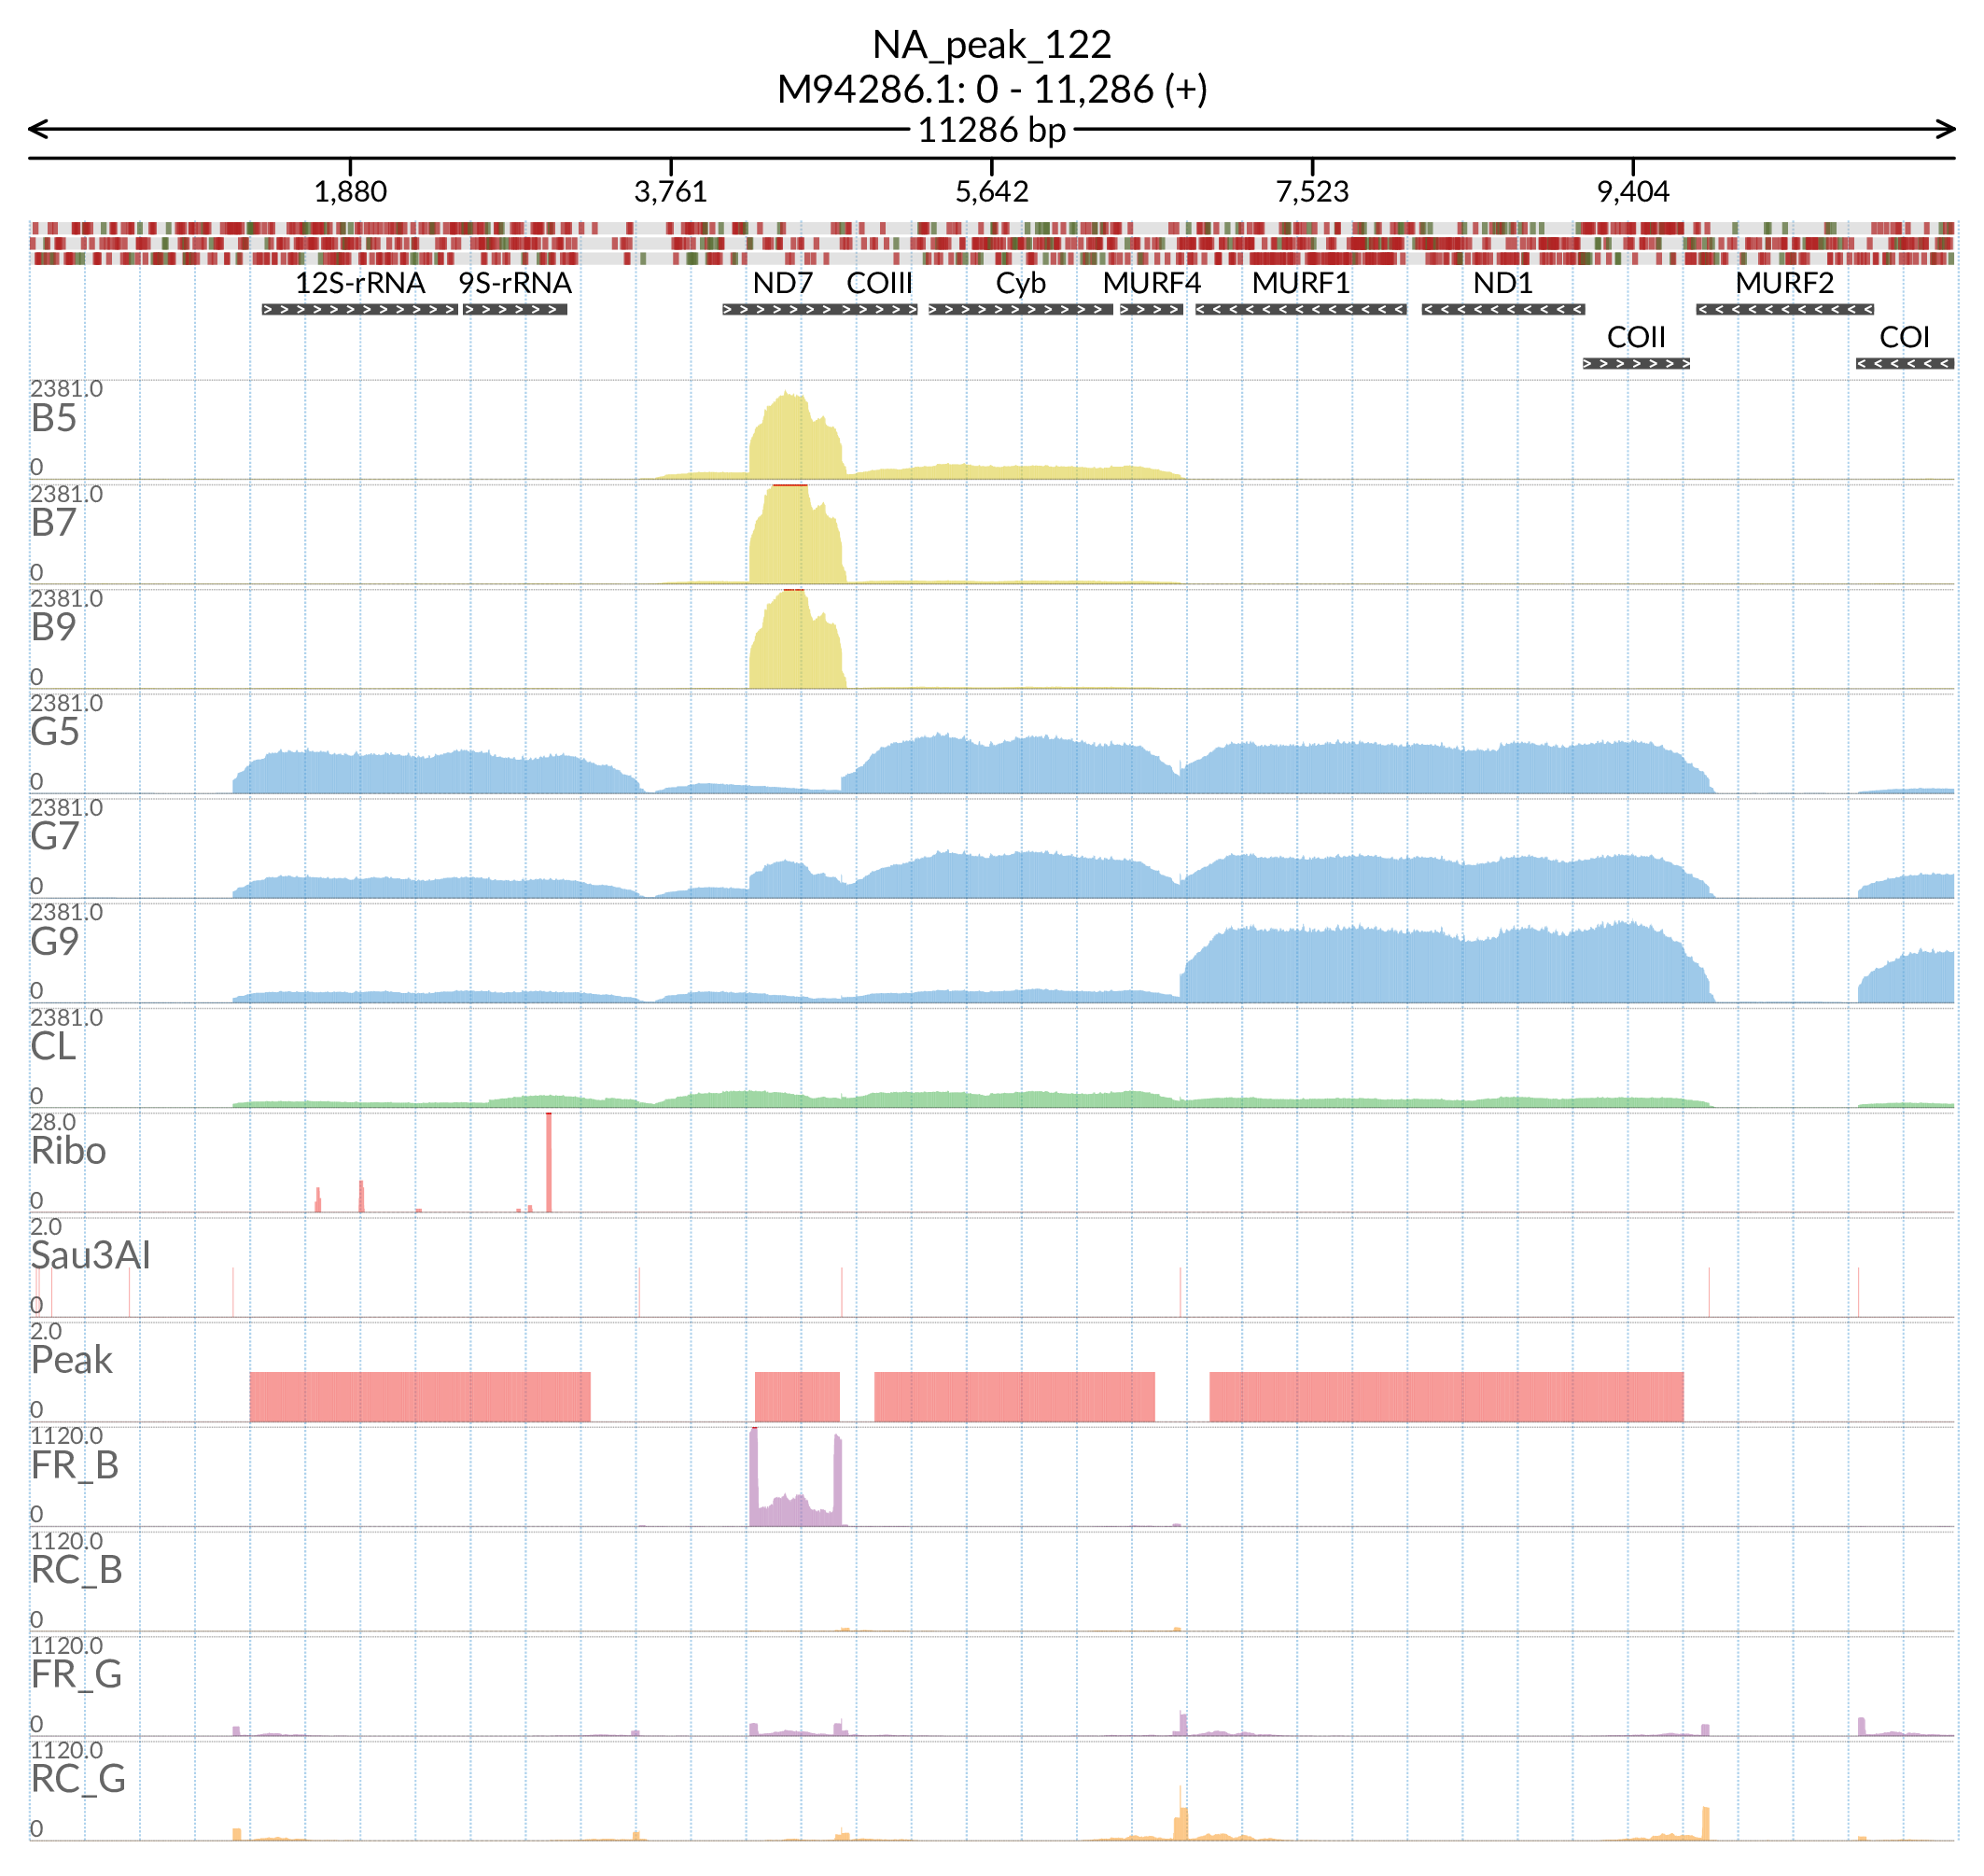 NA_peak_122
M94286.1: 0 - 11,286 (+)
11286 bp
1,880 3,761 5,642 7,523 9,404
12S-rRNA 9S-rRNA ND7 COIII Cyb MURF4 MURF1 ND1 MURF2
COII COI
2381.0
B5
0
2381.0
B7
0
2381.0
B9
0
2381.0
G5
0
2381.0
G7
0
2381.0
G9
0
2381.0
CL
0
28.0
Ribo
0
2.0
Sau3AI
0
2.0
Peak
0
1120.0
FR_B
0
1120.0
RC_B
0
1120.0
FR_G
0
1120.0
RC_G
0